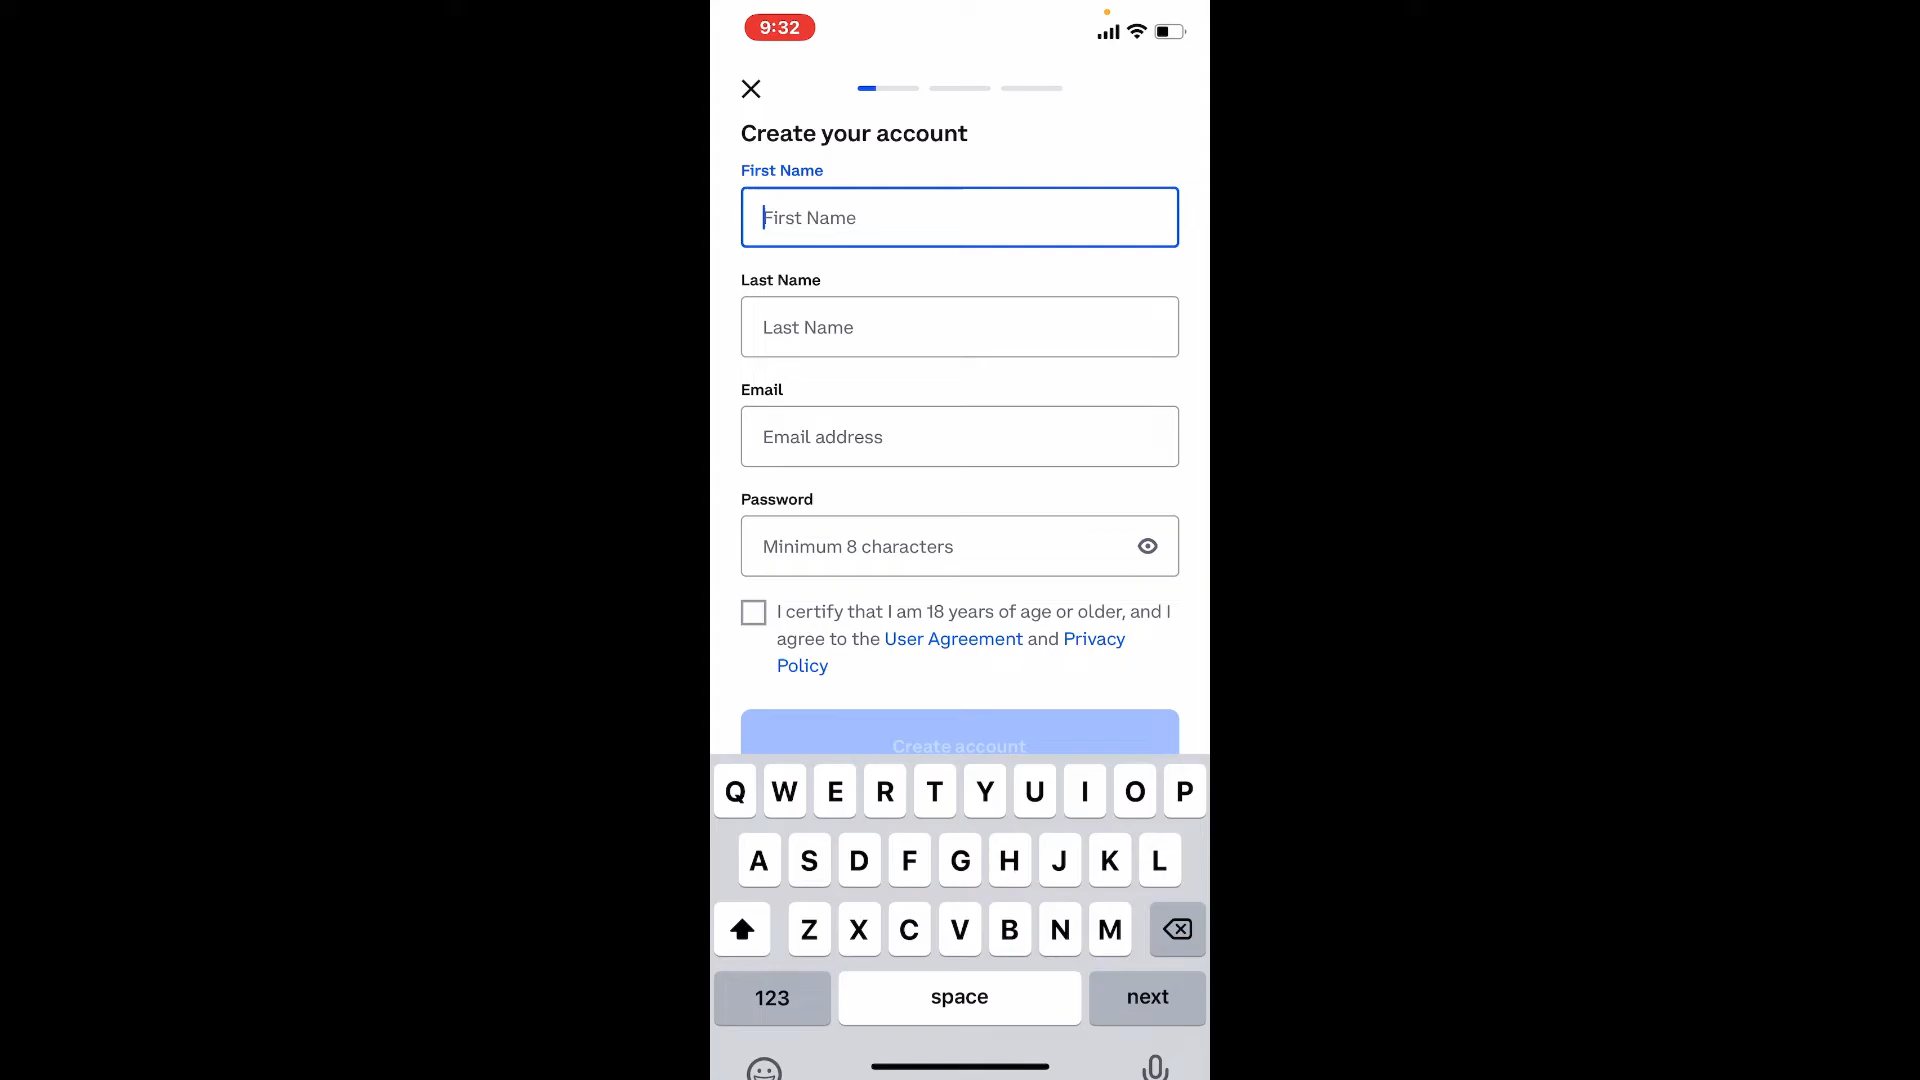 9:32
Create your account
First Name
First Name
Last Name
Last Name
Email
Email address
Password
Minimum 8 characters
I certify that I am 18 years of age or older, and I
agree to the User Agreement and Privacy
Policy
Create account
Q W E R T Y U I O P
A S D F G H J K L
Z X C V B N M
123 space next